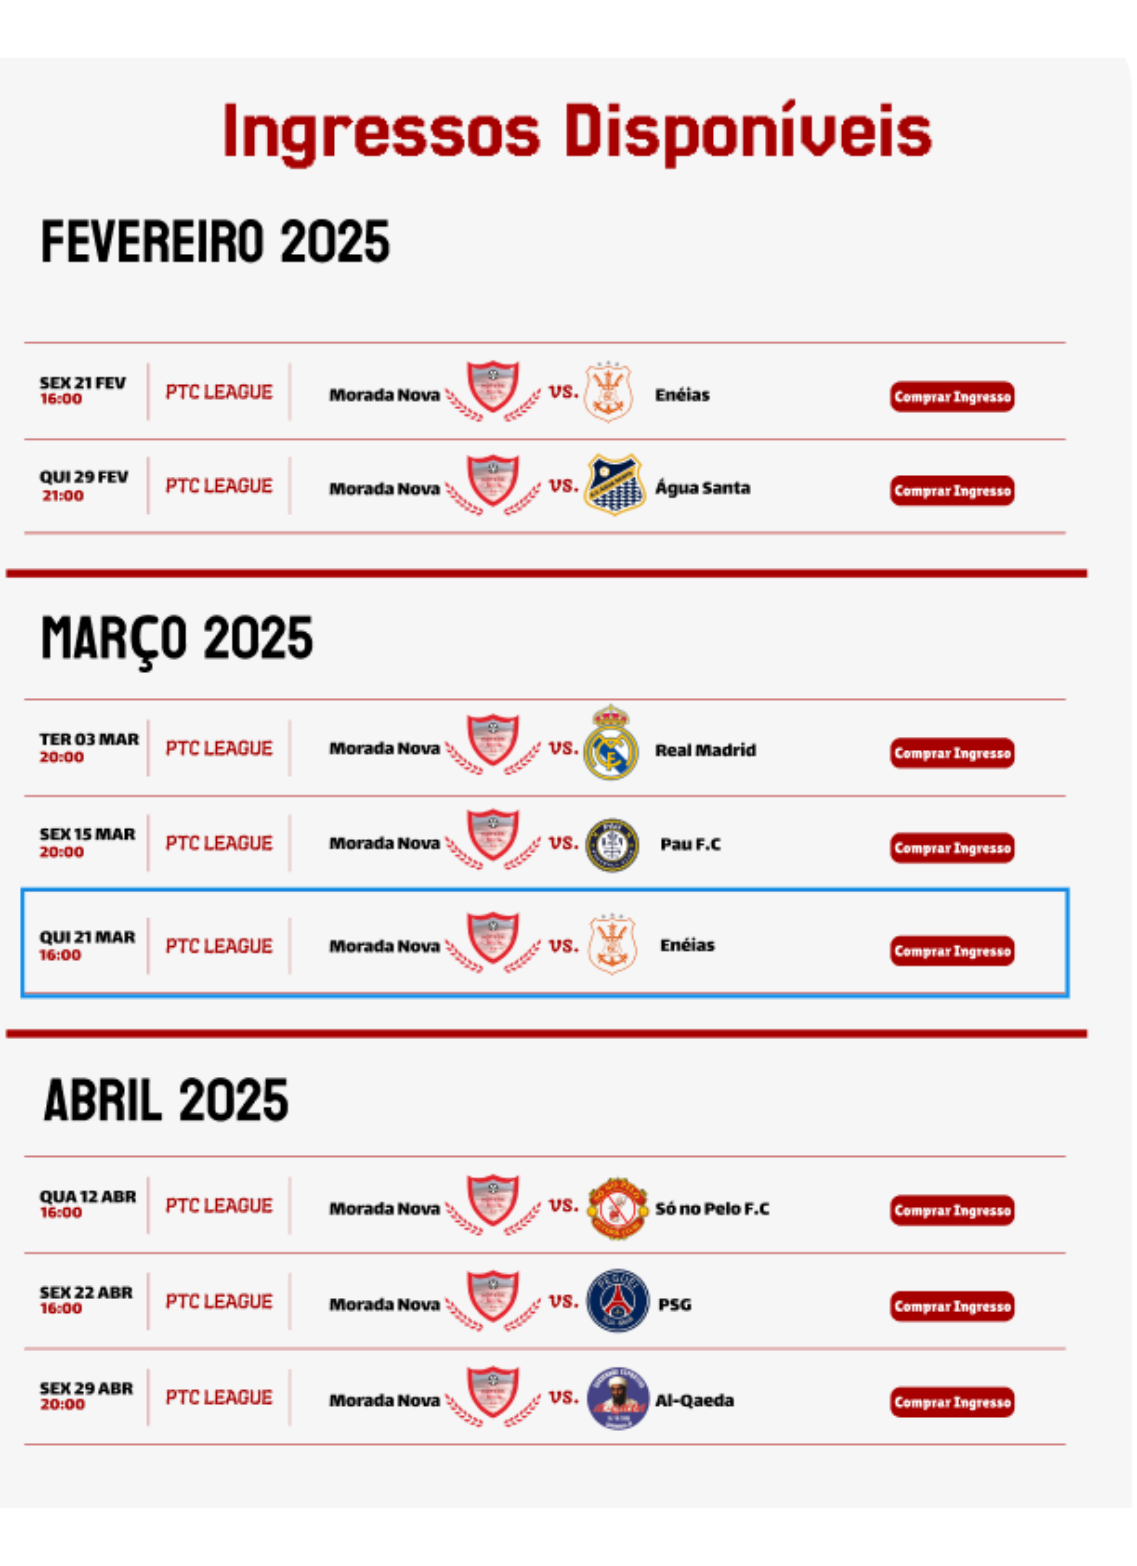 Ingressos Disponíveis
FEVEREIRO 2025
SEX 21 FEV
16:00
PTC LEAGUE
Morada Nova
vs.
Enéias
Comprar Ingresso
QUI 29 FEV
21:00
PTC LEAGUE
Morada Nova
vs.
Água Santa
Comprar Ingresso
MARÇO 2025
TER 03 MAR
20:00
PTC LEAGUE
Morada Nova
vs.
Real Madrid
Comprar Ingresso
SEX 15 MAR
20:00
PTC LEAGUE
Morada Nova
vs.
Pau F.C
Comprar Ingresso
QUI 21 MAR
16:00
PTC LEAGUE
Morada Nova
vs.
Enéias
Comprar Ingresso
ABRIL 2025
QUA 12 ABR
16:00
PTC LEAGUE
Morada Nova
vs.
Só no Pelo F.C
Comprar Ingresso
SEX 22 ABR
16:00
PTC LEAGUE
Morada Nova
vs.
PSG
Comprar Ingresso
SEX 29 ABR
20:00
PTC LEAGUE
Morada Nova
vs.
Al-Qaeda
Comprar Ingresso